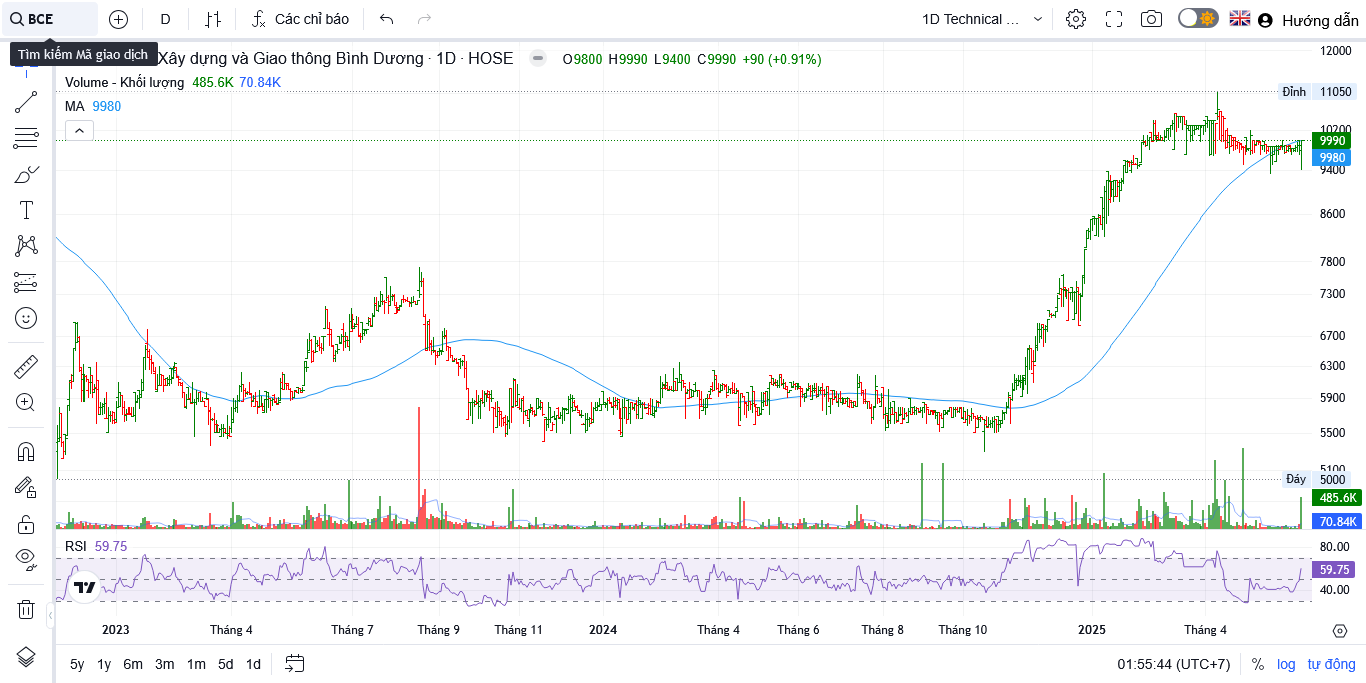 BCE D Các chỉ báo 1D Technical ... Hướng dẫn
Tìm kiếm Mã giao dịch Xây dựng và Giao thông Bình Dương · 1D · HOSE O9800 H9990 L9400 C9990 +90 (+0.91%)
Volume - Khối lượng 485.6K 70.84K
MA 9980
12000
Đỉnh 11050
10200
9990
9980
9400
8600
7800
7300
6700
6300
5900
5500
5100
Đáy 5000
485.6K
70.84K
RSI 59.75
80.00
59.75
40.00
2023 Tháng 4 Tháng 7 Tháng 9 Tháng 11 2024 Tháng 4 Tháng 6 Tháng 8 Tháng 10 2025 Tháng 4
5y 1y 6m 3m 1m 5d 1d 01:55:44 (UTC+7) % log tự động